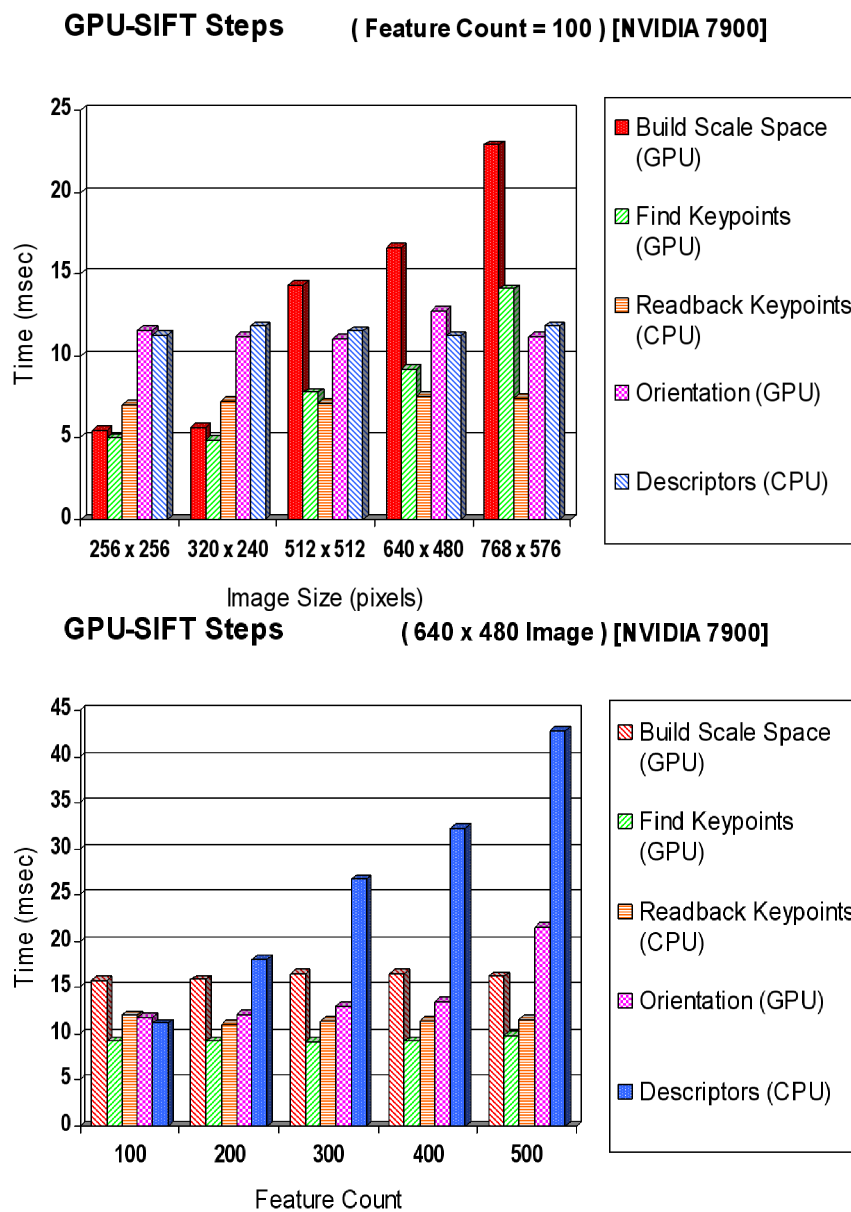 GPU-SIFT Steps ( Feature Count = 100 ) [NVIDIA 7900]
25
20
15
10
5
0
Time (msec)
256 x 256 320 x 240 512 x 512 640 x 480 768 x 576
Image Size (pixels)
Build Scale Space
(GPU)
Find Keypoints
(GPU)
Readback Keypoints
(CPU)
Orientation (GPU)
Descriptors (CPU)
GPU-SIFT Steps ( 640 x 480 Image ) [NVIDIA 7900]
45
40
35
30
25
20
15
10
5
0
Time (msec)
100 200 300 400 500
Feature Count
Build Scale Space
(GPU)
Find Keypoints
(GPU)
Readback Keypoints
(CPU)
Orientation (GPU)
Descriptors (CPU)